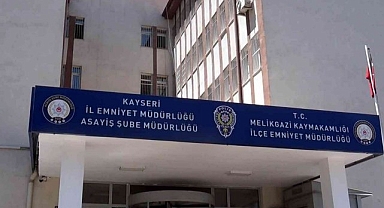 KAYSERİ
İL EMNİYET MÜDÜRLÜĞÜ
ASAYİŞ ŞUBE MÜDÜRLÜĞÜ
T.C.
MELİKGAZİ KAYMAKAMLIĞI
İLÇE EMNİYET MÜDÜRLÜĞÜ